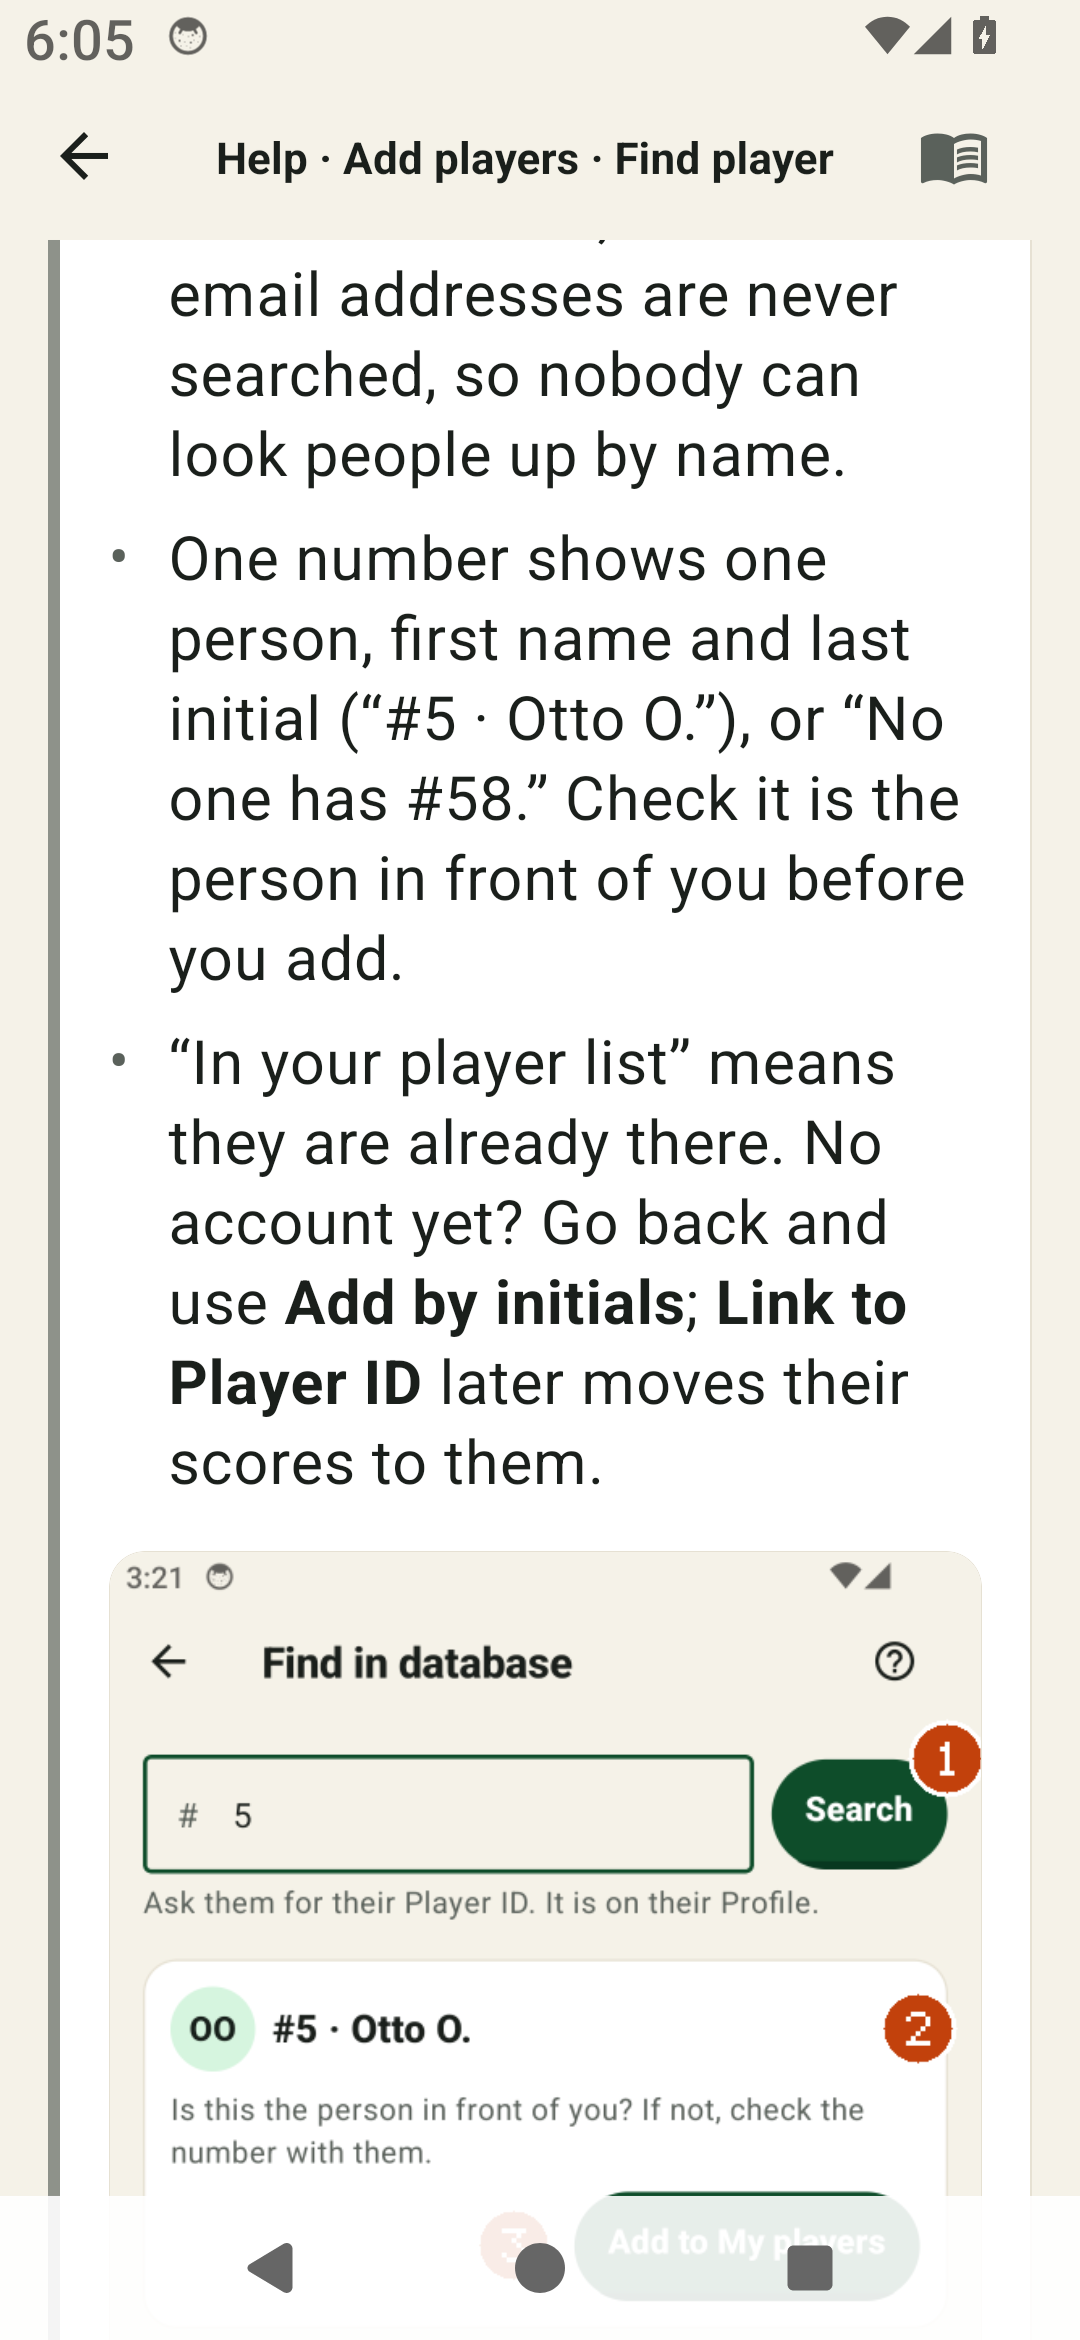 6:05
Help · Add players · Find player
email addresses are never
searched, so nobody can
look people up by name.
• One number shows one
person, first name and last
initial (“#5 · Otto O.”), or “No
one has #58.” Check it is the
person in front of you before
you add.
• “In your player list” means
they are already there. No
account yet? Go back and
use Add by initials; Link to
Player ID later moves their
scores to them.
3:21
Find in database
1
# 5
Search
Ask them for their Player ID. It is on their Profile.
OO #5 · Otto O.
2
Is this the person in front of you? If not, check the
number with them.
3
Add to My players